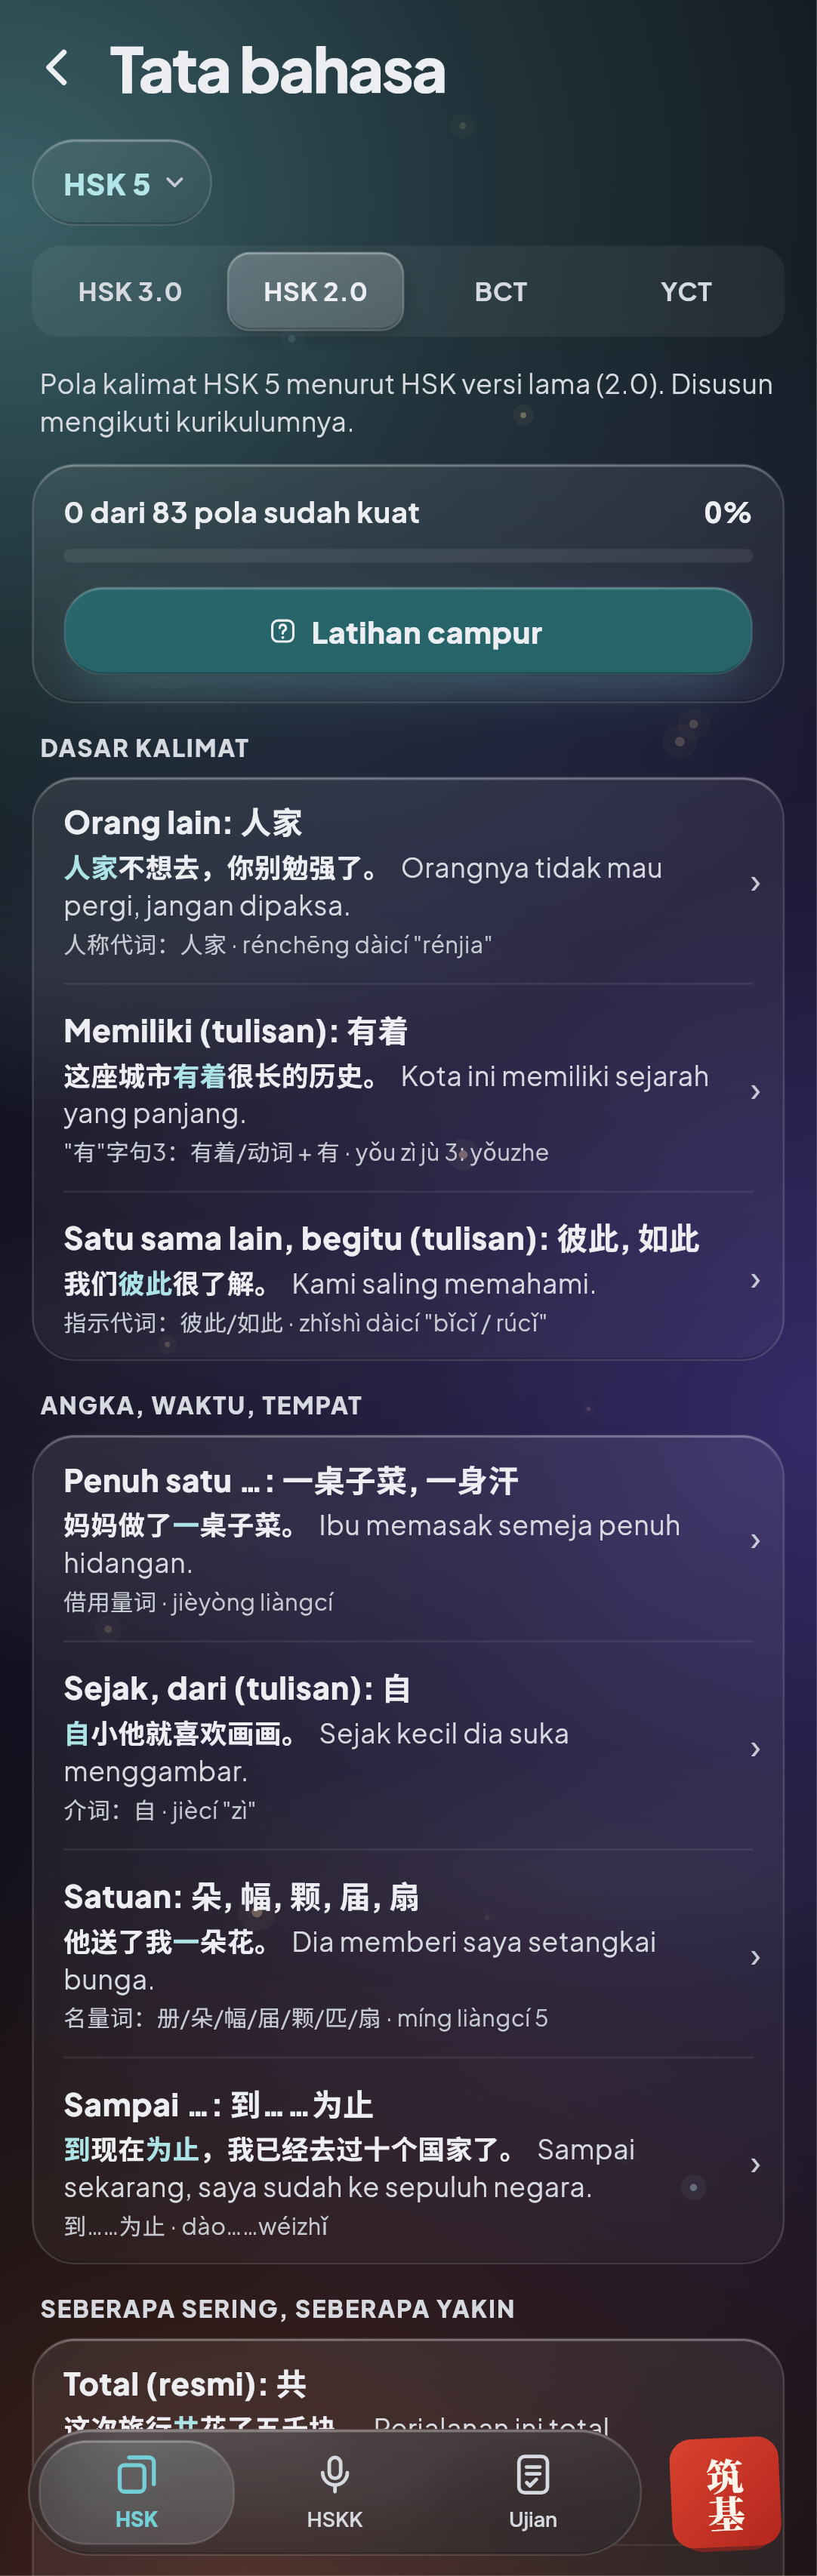 Tata bahasa
HSK 5
HSK 3.0
HSK 2.0
BCT
YCT
Pola kalimat HSK 5 menurut HSK versi lama (2.0). Disusun
mengikuti kurikulumnya.
0 dari 83 pola sudah kuat
0%
Latihan campur
DASAR KALIMAT
Orang lain: 人家
人家不想去，你别勉强了。 Orangnya tidak mau
pergi, jangan dipaksa.
人称代词：人家 · rénchēng dàicí "rénjia"
Memiliki (tulisan): 有着
这座城市有着很长的历史。 Kota ini memiliki sejarah
yang panjang.
"有"字句3：有着/动词 + 有 · yǒu zì jù 3: yǒuzhe
Satu sama lain, begitu (tulisan): 彼此, 如此
我们彼此很了解。 Kami saling memahami.
指示代词：彼此/如此 · zhǐshì dàicí "bǐcǐ / rúcǐ"
ANGKA, WAKTU, TEMPAT
Penuh satu …: 一桌子菜, 一身汗
妈妈做了一桌子菜。 Ibu memasak semeja penuh
hidangan.
借用量词 · jièyòng liàngcí
Sejak, dari (tulisan): 自
自小他就喜欢画画。 Sejak kecil dia suka
menggambar.
介词：自 · jiècí "zì"
Satuan: 朵, 幅, 颗, 届, 扇
他送了我一朵花。 Dia memberi saya setangkai
bunga.
名量词：册/朵/幅/届/颗/匹/扇 · míng liàngcí 5
Sampai …: 到……为止
到现在为止，我已经去过十个国家了。 Sampai
sekarang, saya sudah ke sepuluh negara.
到……为止 · dào……wéizhǐ
SEBERAPA SERING, SEBERAPA YAKIN
Total (resmi): 共
这次旅行共花了五千块 Perjalanan ini total
HSK
HSKK
Ujian
筑
基